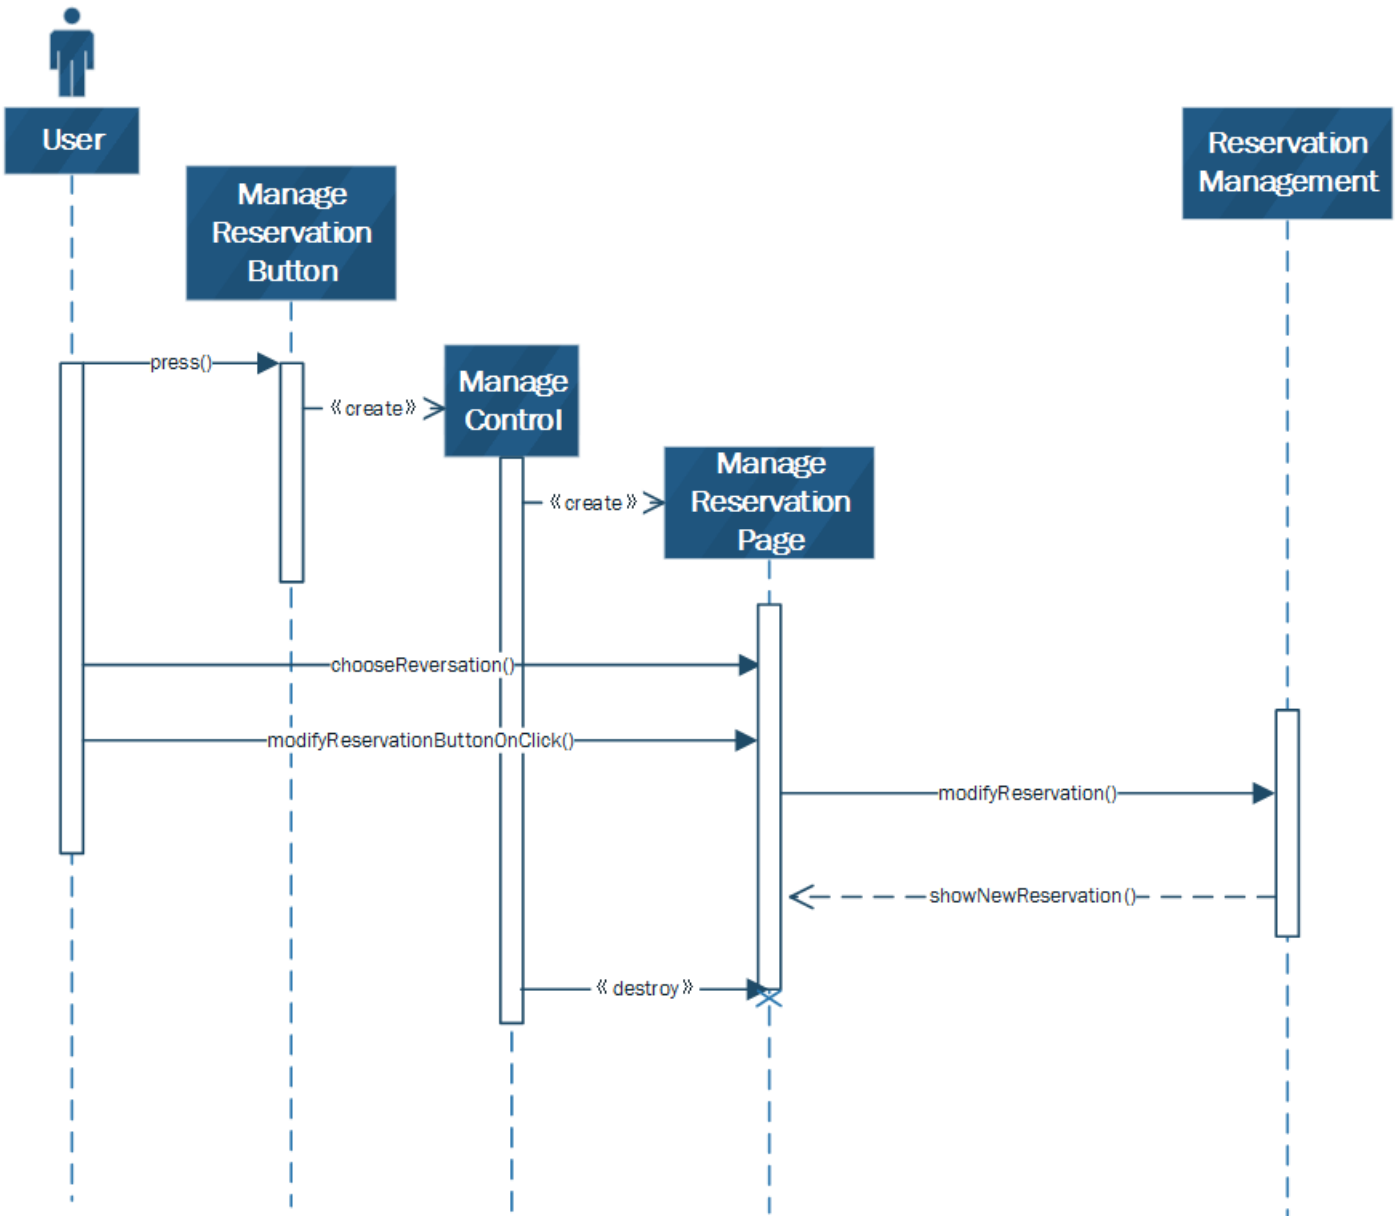 User
Reservation
Management
Manage
Reservation
Button
press()
Manage
Control
《create》
Manage
Reservation
Page
《create》
chooseReversation()
modifyReservationButtonOnClick()
modifyReservation()
showNewReservation()
《destroy》